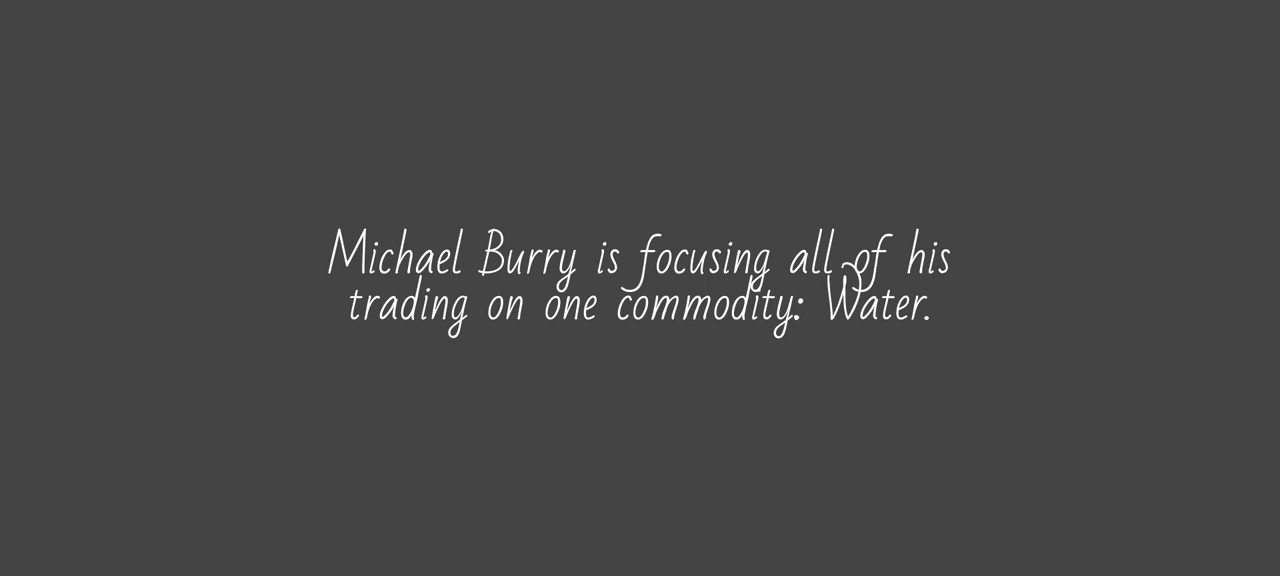 Michael Burry is focusing all of his
trading on one commodity: Water.